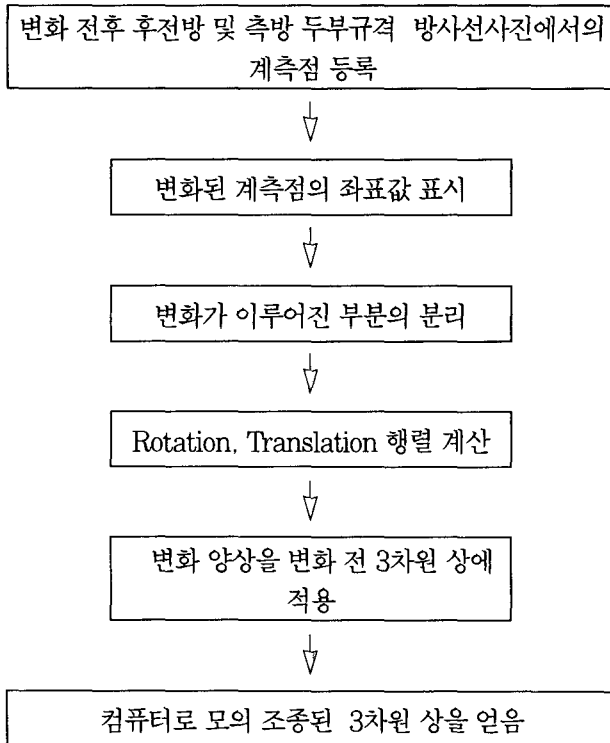 변화 전후 후전방 및 측방 두부규격 방사선사진에서의
계측점 등록
변화된 계측점의 좌표값 표시
변화가 이루어진 부분의 분리
Rotation, Translation 행렬 계산
변화 양상을 변화 전 3차원 상에
적용
컴퓨터로 모의 조종된 3차원 상을 얻음